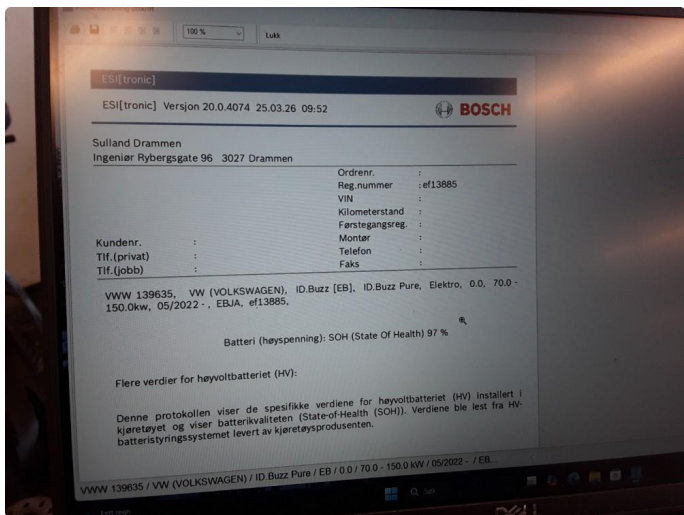 100 %
Lukk
ESI[tronic]
ESI[tronic] Versjon 20.0.4074 25.03.26 09:52
BOSCH
Sulland Drammen
Ingeniør Rybergsgate 96 3027 Drammen
Ordrenr. :
Reg.nummer : ef13885
VIN :
Kilometerstand :
Førstegangsreg. :
Kundenr. :
Montør :
Tlf.(privat) :
Telefon :
Tlf.(jobb) :
Faks :
VWW 139635, VW (VOLKSWAGEN), ID.Buzz [EB], ID.Buzz Pure, Elektro, 0.0, 70.0 -
150.0kw, 05/2022 - , EBJA, ef13885,
Batteri (høyspenning): SOH (State Of Health) 97 %
Flere verdier for høyvoltbatteriet (HV):
Denne protokollen viser de spesifikke verdiene for høyvoltbatteriet (HV) installert i
kjøretøyet og viser batterikvaliteten (State-of-Health (SOH)). Verdiene ble lest fra HV-
batteristyringssystemet levert av kjøretøysprodusenten.
VWW 139635 / VW (VOLKSWAGEN) / ID.Buzz Pure / EB / 0.0 / 70.0 - 150.0 kW / 05/2022 - / EB...
Søk
DELL